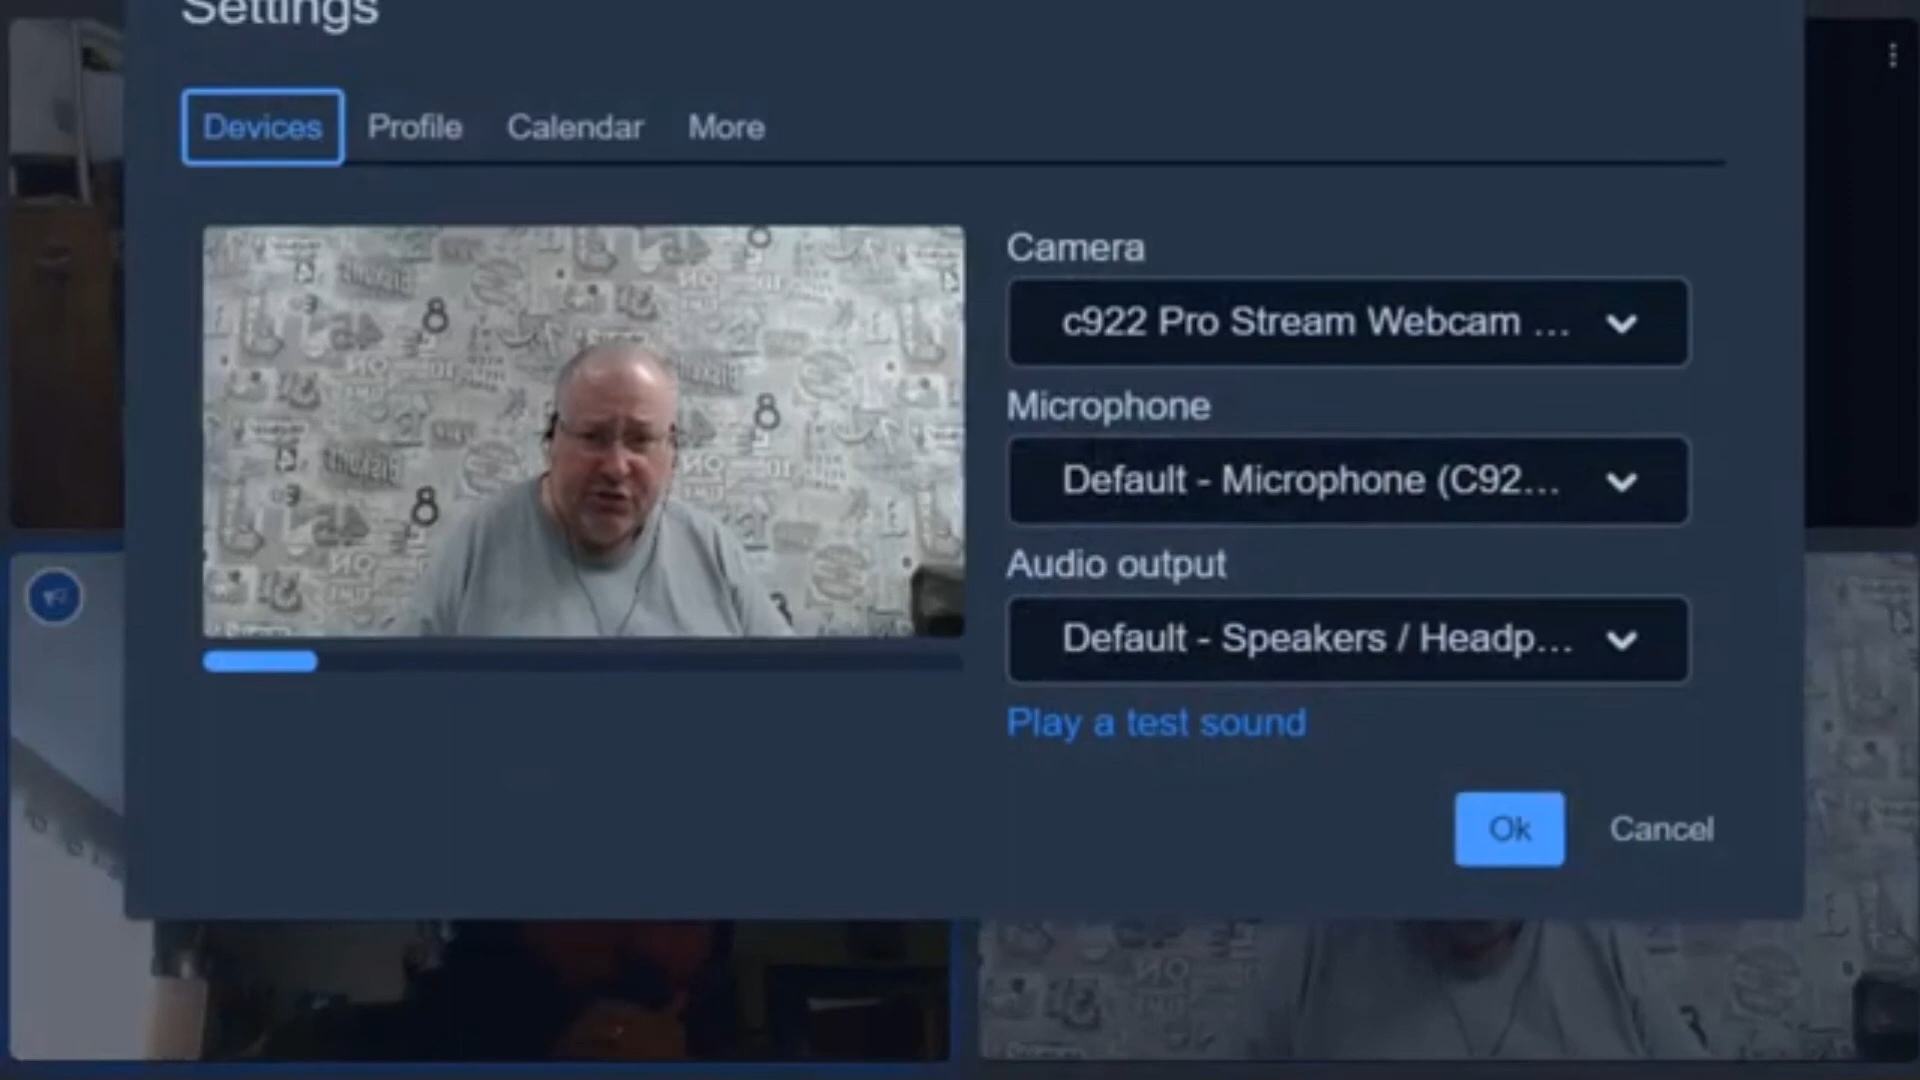 Settings
Devices Profile Calendar More
Camera
c922 Pro Stream Webcam ...
Microphone
Default - Microphone (C92...
Audio output
Default - Speakers / Headp...
Play a test sound
Ok Cancel